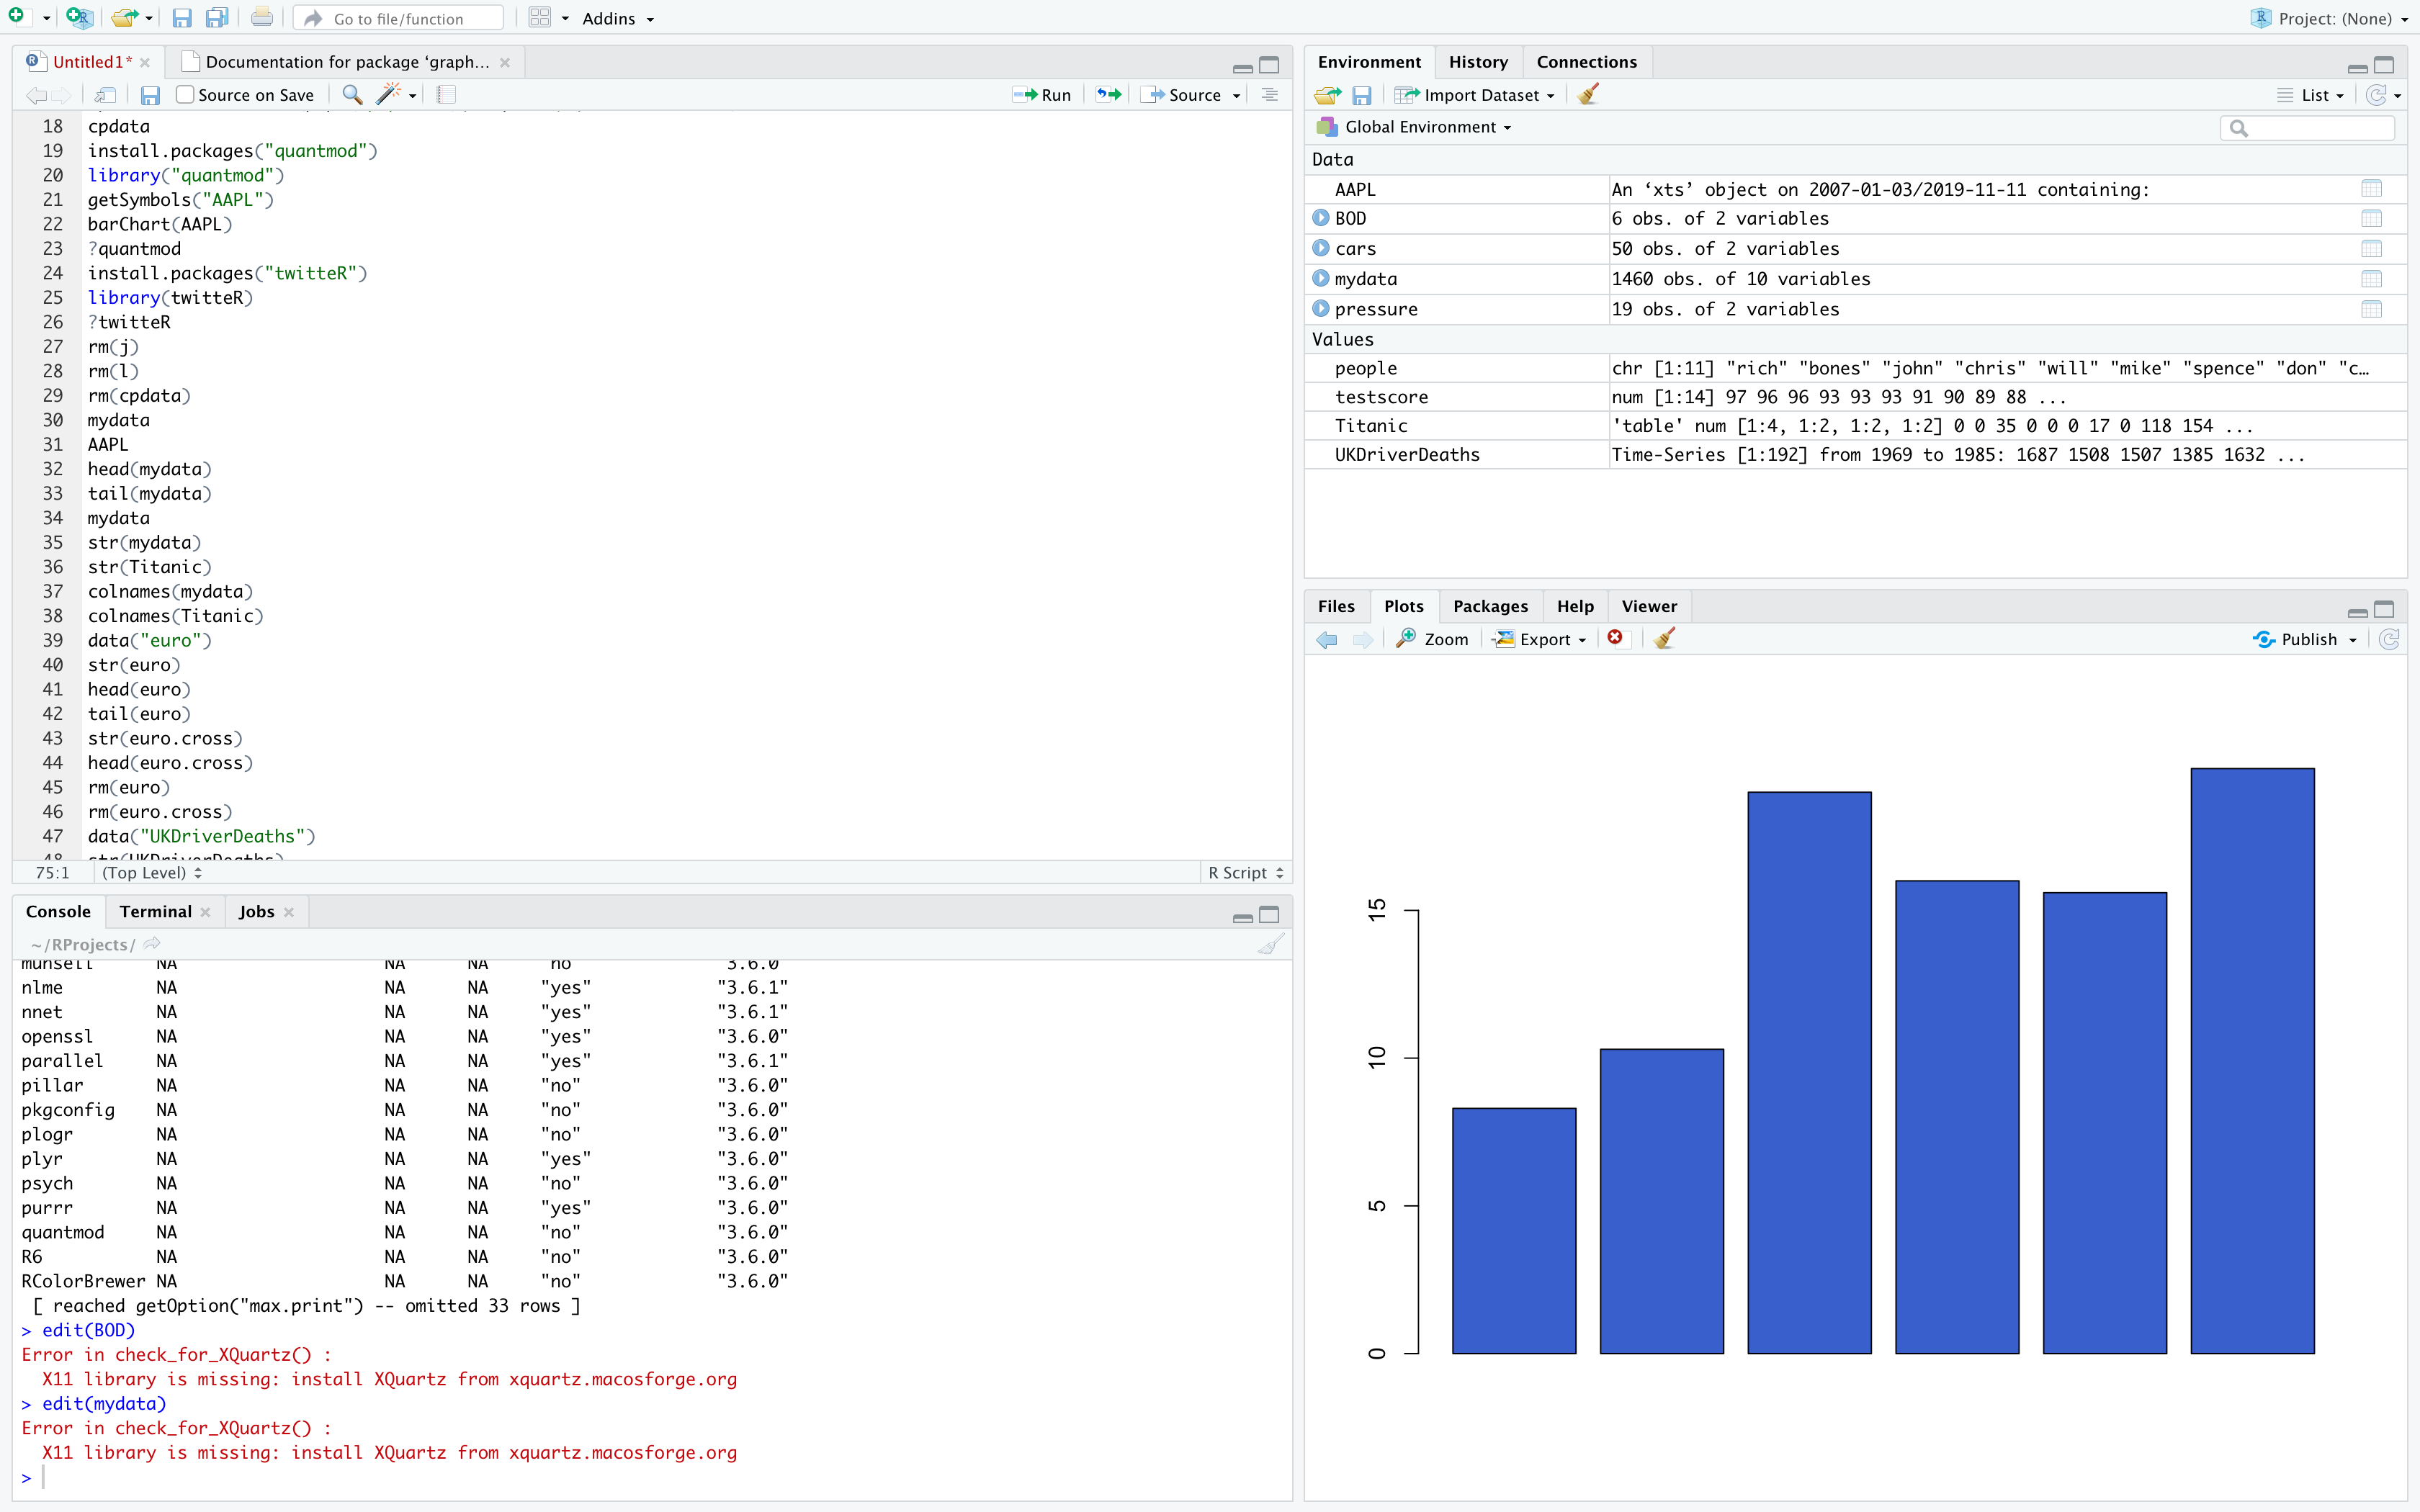 Go to file/function
Addins
Project: (None)
Untitled1*
Documentation for package ‘graph...
Source on Save
Run
Source
18 cpdata
19 install.packages("quantmod")
20 library("quantmod")
21 getSymbols("AAPL")
22 barChart(AAPL)
23 ?quantmod
24 install.packages("twitteR")
25 library(twitteR)
26 ?twitteR
27 rm(j)
28 rm(l)
29 rm(cpdata)
30 mydata
31 AAPL
32 head(mydata)
33 tail(mydata)
34 mydata
35 str(mydata)
36 str(Titanic)
37 colnames(mydata)
38 colnames(Titanic)
39 data("euro")
40 str(euro)
41 head(euro)
42 tail(euro)
43 str(euro.cross)
44 head(euro.cross)
45 rm(euro)
46 rm(euro.cross)
47 data("UKDriverDeaths")
48 str(UKDriverDeaths)
75:1 (Top Level) R Script
Console Terminal Jobs
~/RProjects/
munsell NA NA NA "no" "3.6.0"
nlme NA NA NA "yes" "3.6.1"
nnet NA NA NA "yes" "3.6.1"
openssl NA NA NA "yes" "3.6.0"
parallel NA NA NA "yes" "3.6.1"
pillar NA NA NA "no" "3.6.0"
pkgconfig NA NA NA "no" "3.6.0"
plogr NA NA NA "no" "3.6.0"
plyr NA NA NA "yes" "3.6.0"
psych NA NA NA "no" "3.6.0"
purrr NA NA NA "yes" "3.6.0"
quantmod NA NA NA "no" "3.6.0"
R6 NA NA NA "no" "3.6.0"
RColorBrewer NA NA NA "no" "3.6.0"
[ reached getOption("max.print") -- omitted 33 rows ]
> edit(BOD)
Error in check_for_XQuartz() :
X11 library is missing: install XQuartz from xquartz.macosforge.org
> edit(mydata)
Error in check_for_XQuartz() :
X11 library is missing: install XQuartz from xquartz.macosforge.org
>
Environment History Connections
Import Dataset List
Global Environment
Data
AAPL An ‘xts’ object on 2007-01-03/2019-11-11 containing:
BOD 6 obs. of 2 variables
cars 50 obs. of 2 variables
mydata 1460 obs. of 10 variables
pressure 19 obs. of 2 variables
Values
people chr [1:11] "rich" "bones" "john" "chris" "will" "mike" "spence" "don" "c…
testscore num [1:14] 97 96 96 93 93 93 91 90 89 88 ...
Titanic 'table' num [1:4, 1:2, 1:2, 1:2] 0 0 35 0 0 0 17 0 118 154 ...
UKDriverDeaths Time-Series [1:192] from 1969 to 1985: 1687 1508 1507 1385 1632 ...
Files Plots Packages Help Viewer
Zoom Export Publish
15
10
5
0